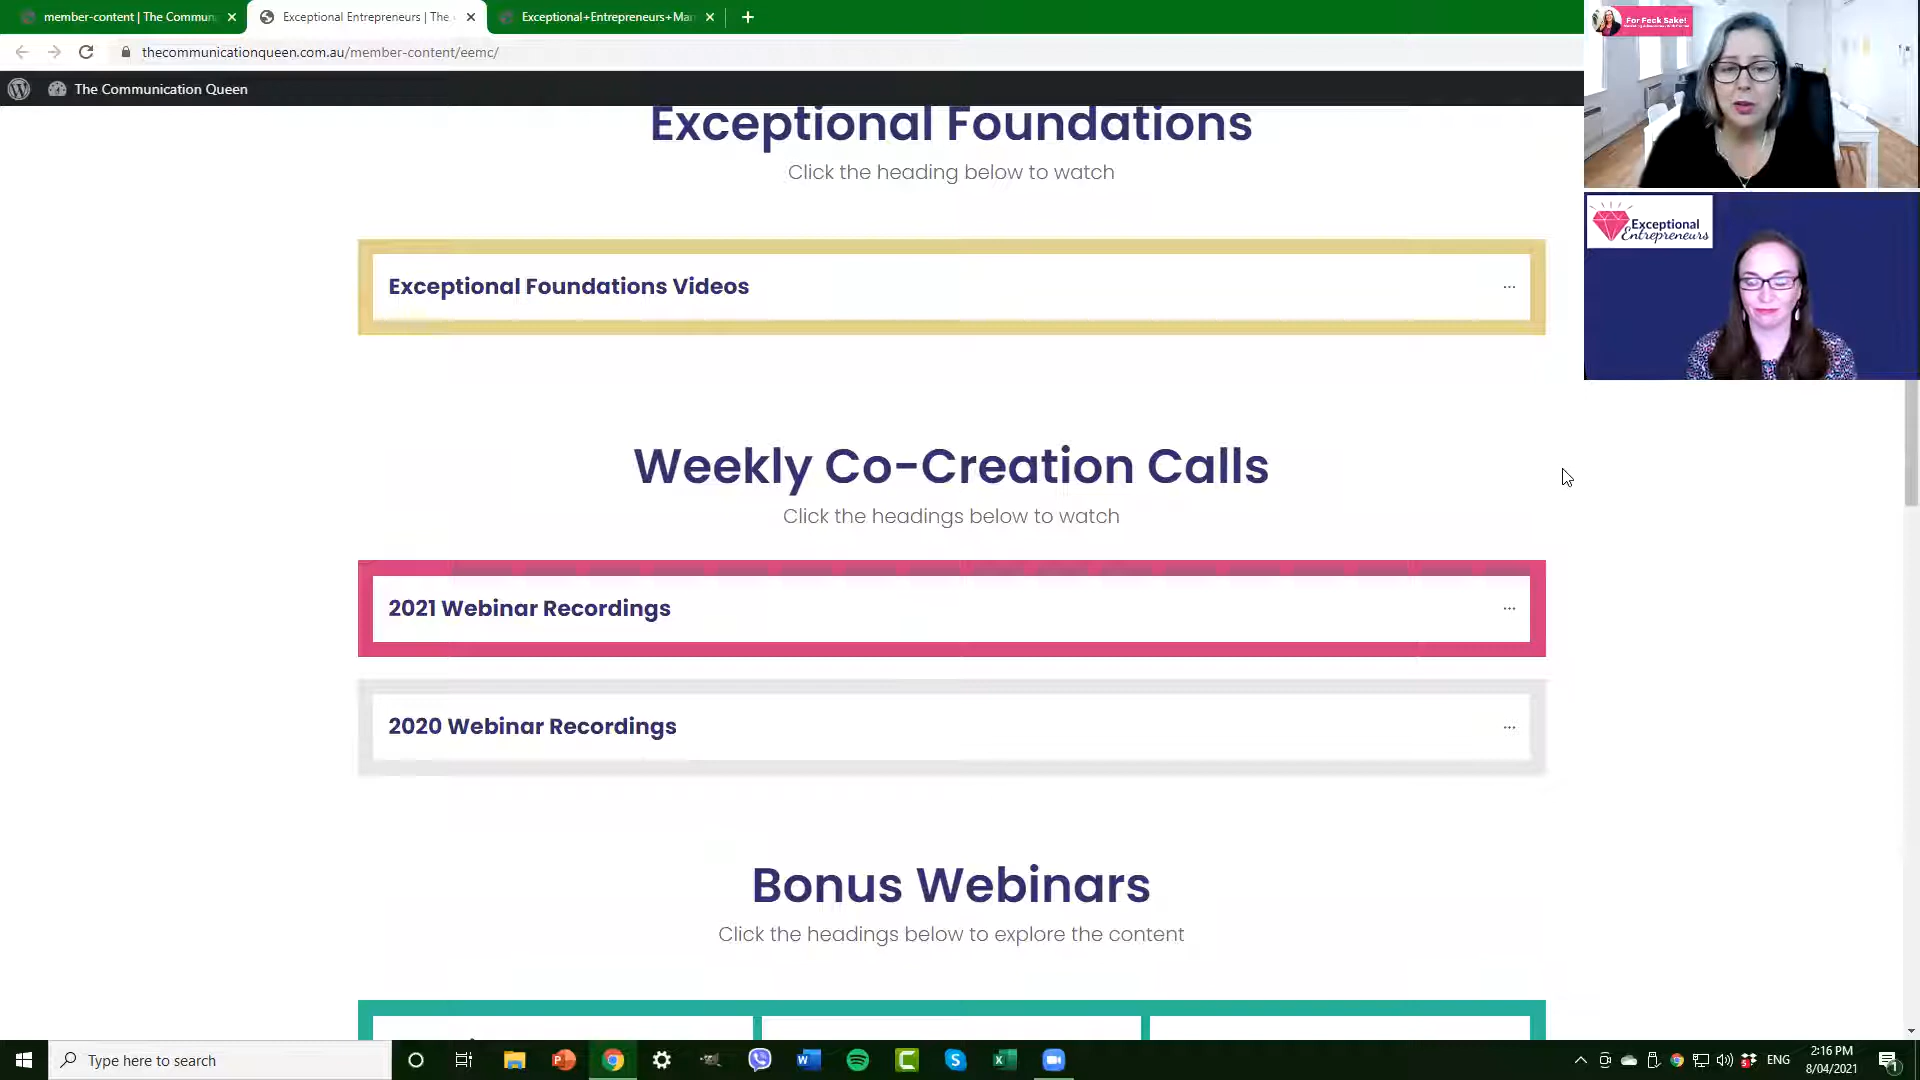 member-content | The Commun
Exceptional Entrepreneurs | The
Exceptional+Entrepreneurs+Mar
thecommunicationqueen.com.au/member-content/eemc/
The Communication Queen
For Feck Sake!
Exceptional
Entrepreneurs
Exceptional Foundations
Click the heading below to watch
Exceptional Foundations Videos
Weekly Co-Creation Calls
Click the headings below to watch
2021 Webinar Recordings
2020 Webinar Recordings
Bonus Webinars
Click the headings below to explore the content
Type here to search
ENG
2:16 PM
8/04/2021
1